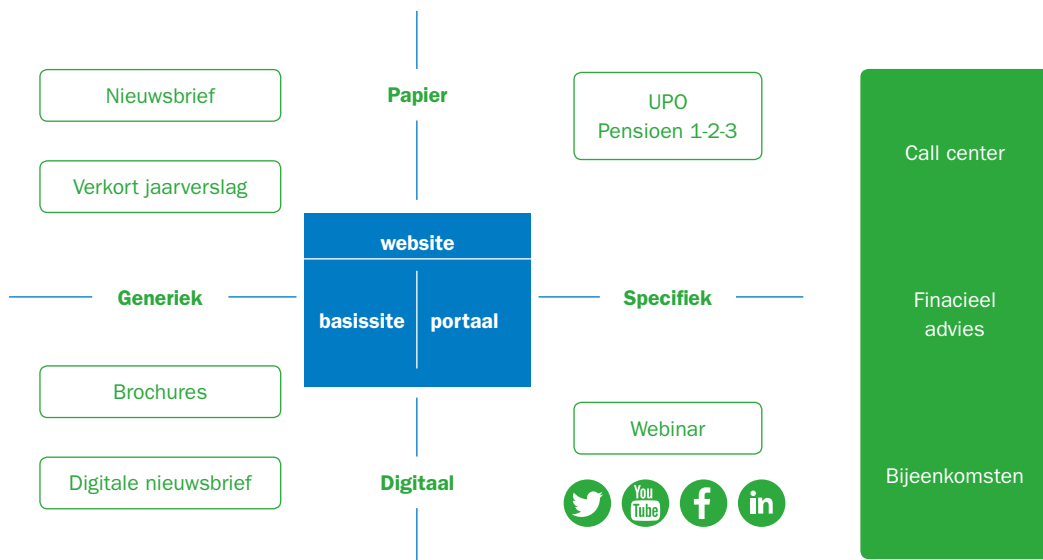 Nieuwsbrief
Papier
UPO
Pensioen 1-2-3
Call center
Verkort jaarverslag
website
Generiek
basissite
portaal
Specifiek
Finacieel
advies
Brochures
Webinar
Digitale nieuwsbrief
Digitaal
You
Tube
f
in
Bijeenkomsten